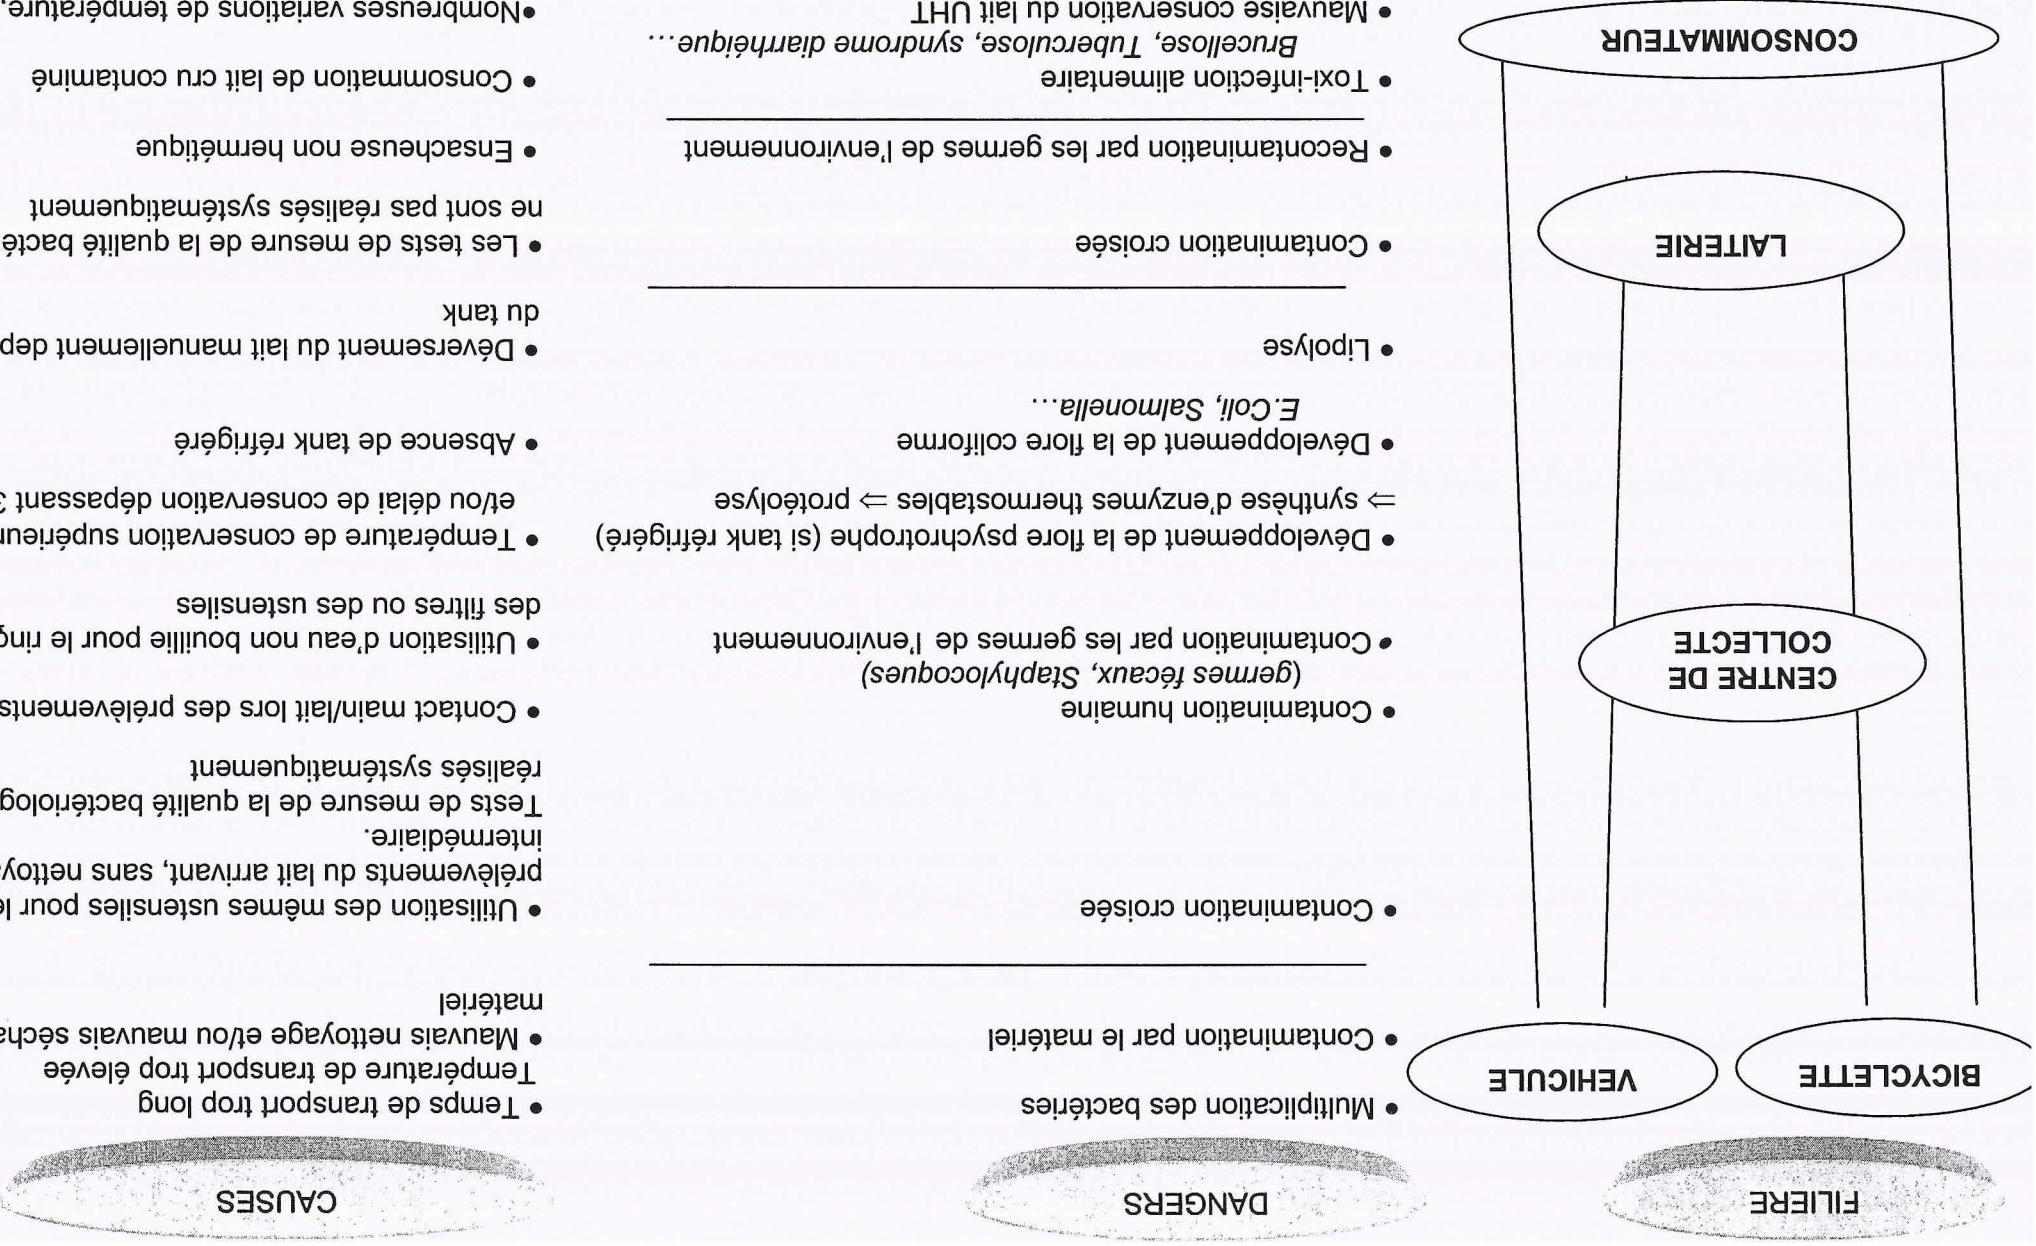 FILIERE
BICYCLETTE
VEHICULE
CENTRE DE
COLLECTE
LAITERIE
CONSOMMATEUR
DANGERS
• Multiplication des bactéries
• Contamination par le matériel
• Contamination croisée
• Contamination humaine
(germes fécaux, Staphylocoques)
• Contamination par les germes de l'environnement
• Développement de la flore psychrotrophe (si tank réfrigéré)
⇒ synthèse d'enzymes thermostables ⇒ protéolyse
• Développement de la flore coliforme
E.Coli, Salmonella...
• Lipolyse
• Contamination croisée
• Recontamination par les germes de l'environnement
• Toxi-infection alimentaire
Brucellose, Tuberculose, syndrome diarrhéique...
• Mauvaise conservation du lait UHT
CAUSES
• Temps de transport trop long
Température de transport trop élevée
• Mauvais nettoyage et/ou mauvais sécha
matériel
• Utilisation des mêmes ustensiles pour le
prélèvements du lait arrivant, sans nettoy
intermédiaire.
Tests de mesure de la qualité bactériolog
réalisés systématiquement
• Contact main/lait lors des prélèvements
• Utilisation d'eau non bouillie pour le rinç
des filtres ou des ustensiles
• Température de conservation supérieur
et/ou délai de conservation dépassant 3
• Absence de tank réfrigéré
• Déversement du lait manuellement dep
du tank
• Les tests de mesure de la qualité bacté
ne sont pas réalisés systématiquement
• Ensacheuse non hermétique
• Consommation de lait cru contaminé
•Nombreuses variations de température,